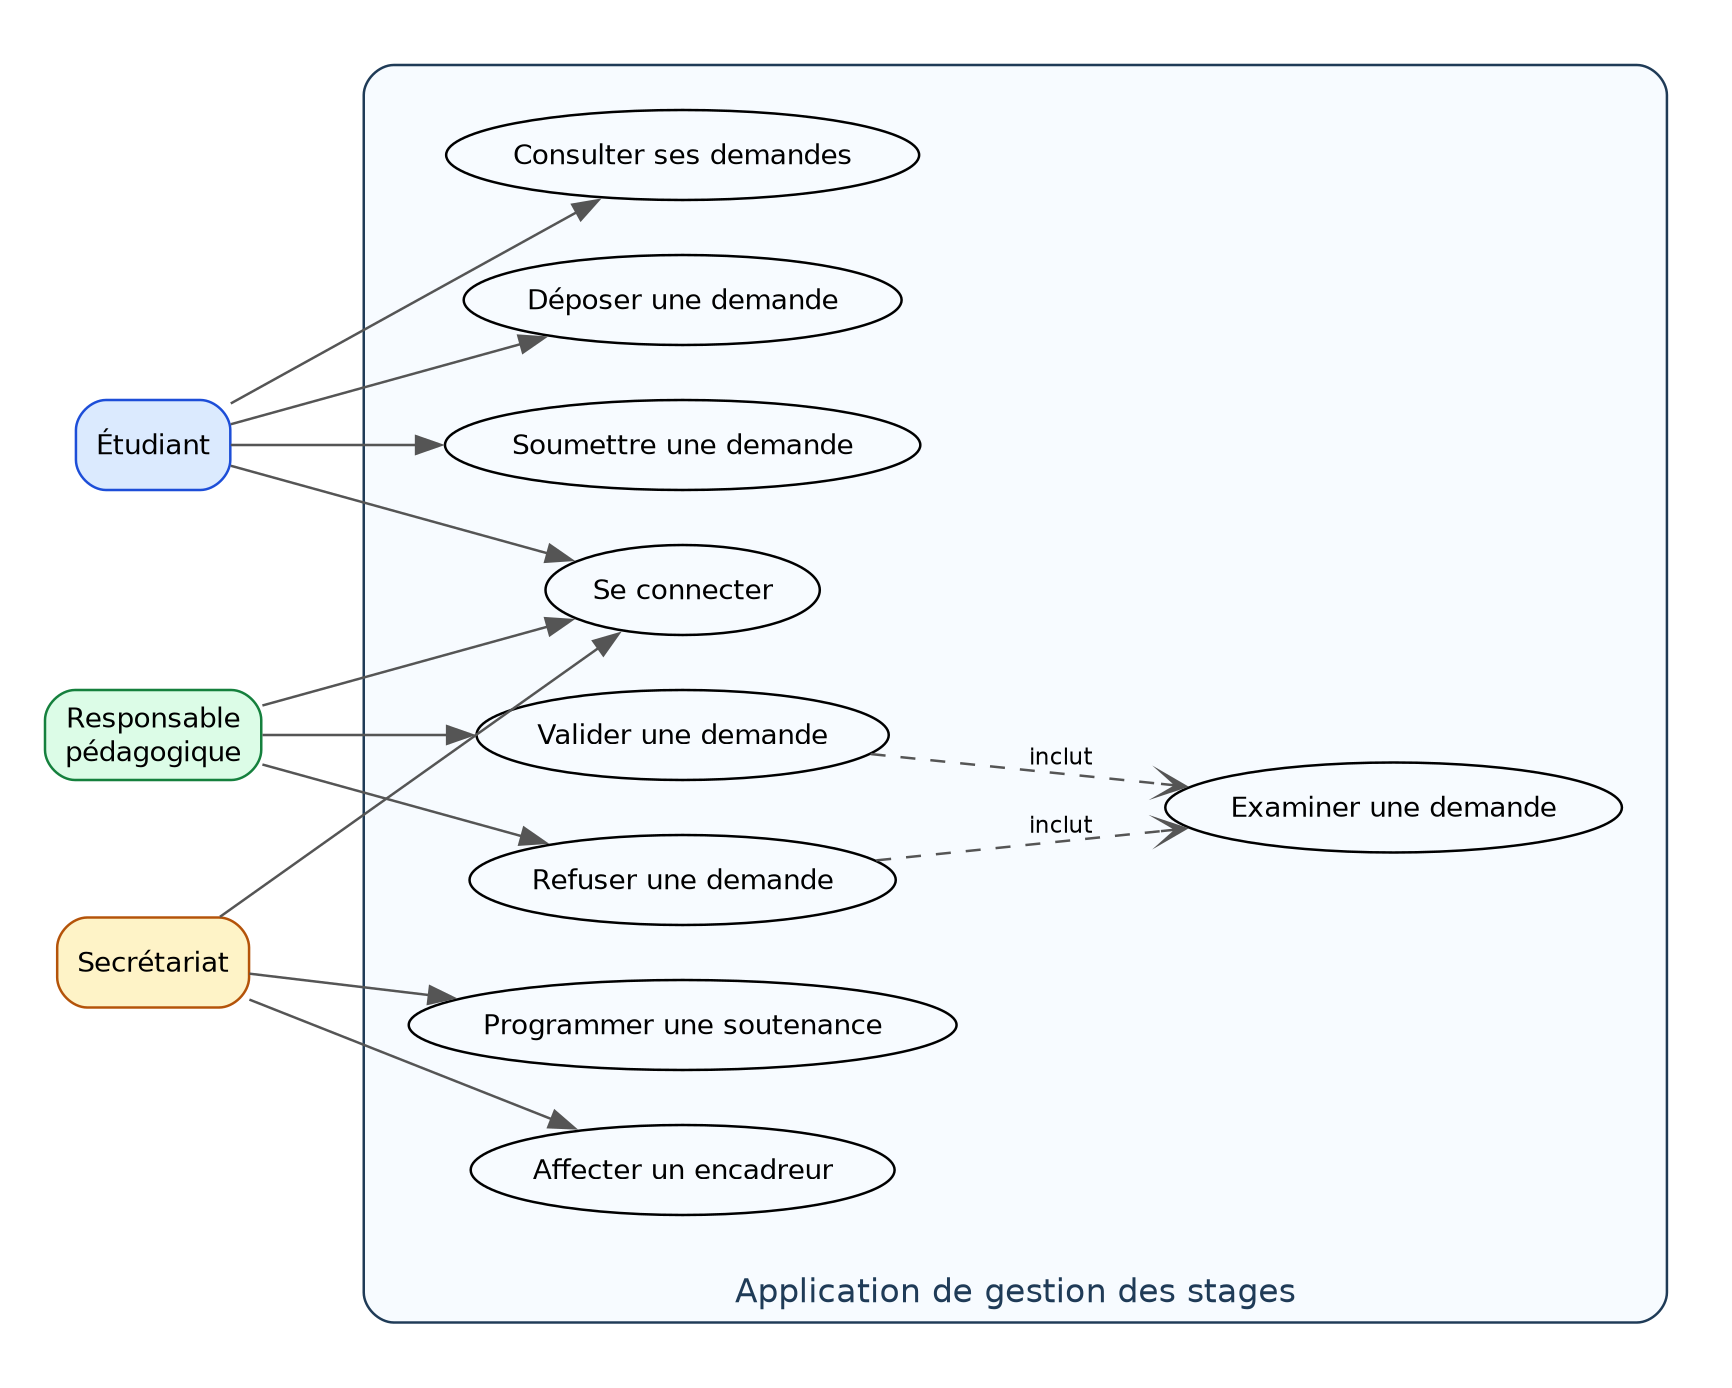 Consulter ses demandes
Déposer une demande
Étudiant
Soumettre une demande
Se connecter
Responsable
pédagogique
Valider une demande
inclut
Examiner une demande
inclut
Refuser une demande
Secrétariat
Programmer une soutenance
Affecter un encadreur
Application de gestion des stages